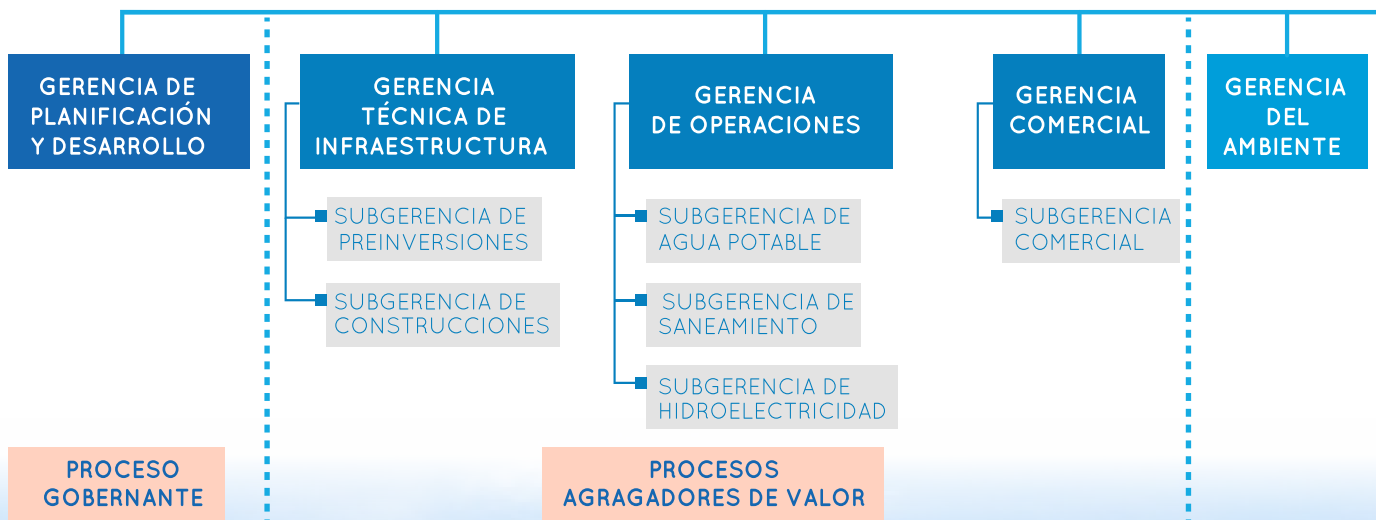 GERENCIA DE
PLANIFICACIÓN
Y DESARROLLO
GERENCIA
TÉCNICA DE
INFRAESTRUCTURA
SUBGERENCIA DE
PREINVERSIONES
SUBGERENCIA DE
CONSTRUCCIONES
GERENCIA
DE OPERACIONES
SUBGERENCIA DE
AGUA POTABLE
SUBGERENCIA DE
SANEAMIENTO
SUBGERENCIA DE
HIDROELECTRICIDAD
GERENCIA
COMERCIAL
SUBGERENCIA
COMERCIAL
GERENCIA
DEL
AMBIENTE
PROCESO
GOBERNANTE
PROCESOS
AGRAGADORES DE VALOR